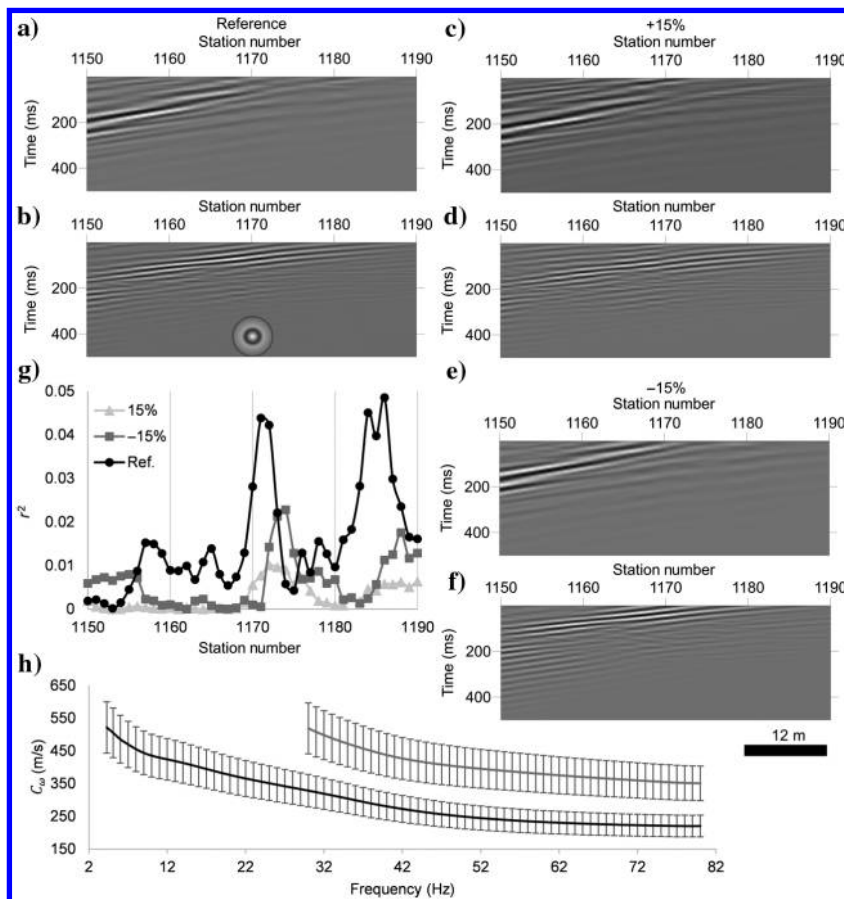 a)
Reference
Station number
1150 1160 1170 1180 1190
Time (ms)
200
400
b)
Station number
1150 1160 1170 1180 1190
Time (ms)
200
400
c)
+15%
Station number
1150 1160 1170 1180 1190
Time (ms)
200
400
d)
Station number
1150 1160 1170 1180 1190
Time (ms)
200
400
e)
−15%
Station number
1150 1160 1170 1180 1190
Time (ms)
200
400
f)
Station number
1150 1160 1170 1180 1190
Time (ms)
200
400
12 m
g)
0.05
0.04
0.03
0.02
0.01
0
r²
15%
−15%
Ref.
1150 1160 1170 1180 1190
Station number
h)
650
550
450
350
250
150
Cω (m/s)
2 12 22 32 42 52 62 72 82
Frequency (Hz)